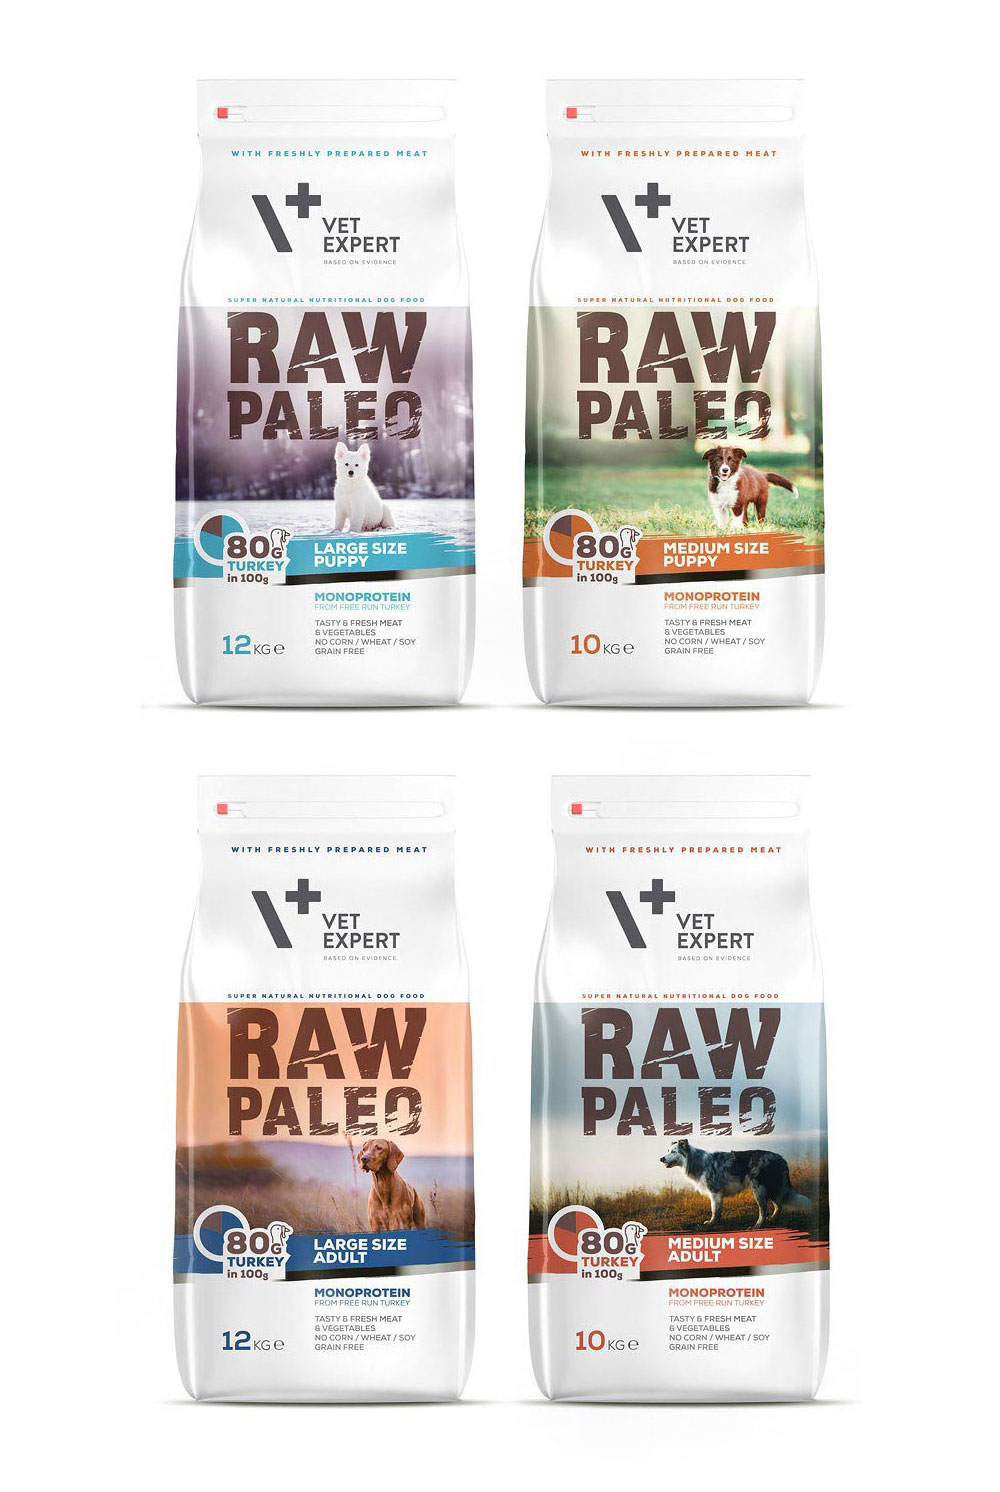 WITH FRESHLY PREPARED MEAT
VET
EXPERT
BASED ON EVIDENCE
SUPER NATURAL NUTRITIONAL DOG FOOD
RAW
PALEO
80G
TURKEY
in 100g
LARGE SIZE
PUPPY
MONOPROTEIN
FROM FREE RUN TURKEY
TASTY & FRESH MEAT
& VEGETABLES
NO CORN / WHEAT / SOY
GRAIN FREE
12 KG e
WITH FRESHLY PREPARED MEAT
VET
EXPERT
BASED ON EVIDENCE
SUPER NATURAL NUTRITIONAL DOG FOOD
RAW
PALEO
80G
TURKEY
in 100g
MEDIUM SIZE
PUPPY
MONOPROTEIN
FROM FREE RUN TURKEY
TASTY & FRESH MEAT
& VEGETABLES
NO CORN / WHEAT / SOY
GRAIN FREE
10 KG e
WITH FRESHLY PREPARED MEAT
VET
EXPERT
BASED ON EVIDENCE
SUPER NATURAL NUTRITIONAL DOG FOOD
RAW
PALEO
80G
TURKEY
in 100g
LARGE SIZE
ADULT
MONOPROTEIN
FROM FREE RUN TURKEY
TASTY & FRESH MEAT
& VEGETABLES
NO CORN / WHEAT / SOY
GRAIN FREE
12 KG e
WITH FRESHLY PREPARED MEAT
VET
EXPERT
BASED ON EVIDENCE
SUPER NATURAL NUTRITIONAL DOG FOOD
RAW
PALEO
80G
TURKEY
in 100g
MEDIUM SIZE
ADULT
MONOPROTEIN
FROM FREE RUN TURKEY
TASTY & FRESH MEAT
& VEGETABLES
NO CORN / WHEAT / SOY
GRAIN FREE
10 KG e